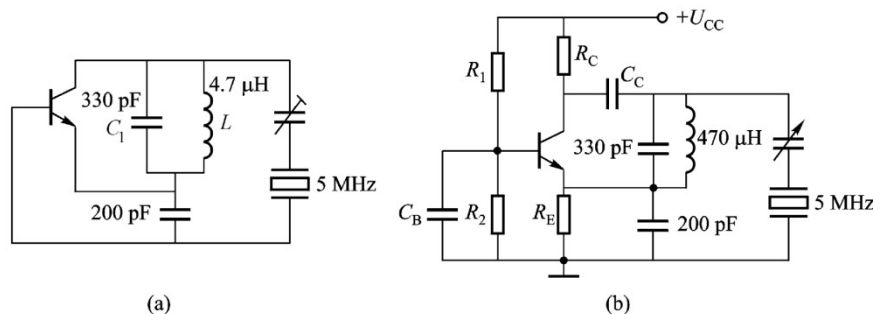 4.7 μH
330 pF
C1
L
200 pF
5 MHz
(a)
+UCC
R1
RC
CC
330 pF
470 μH
CB
R2
RE
200 pF
5 MHz
(b)